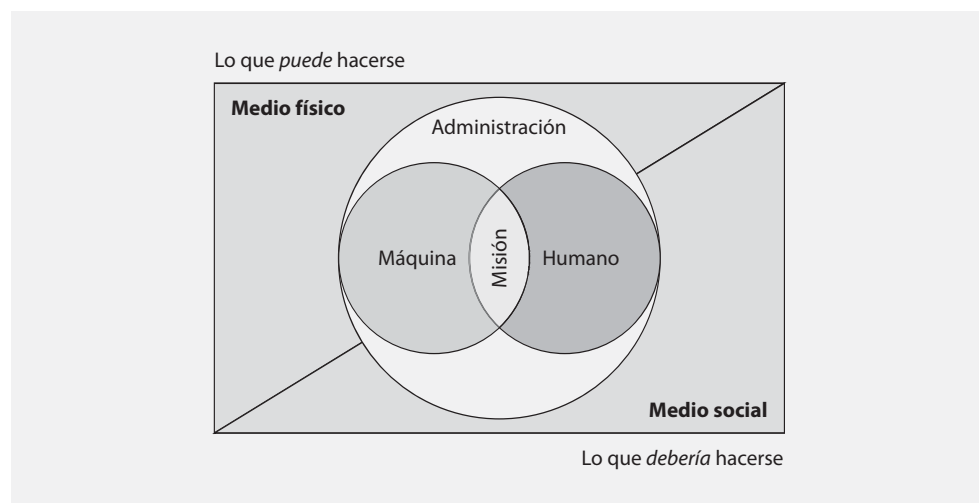 Lo que puede hacerse
Medio físico
Administración
Máquina
Misión
Humano
Medio social
Lo que debería hacerse